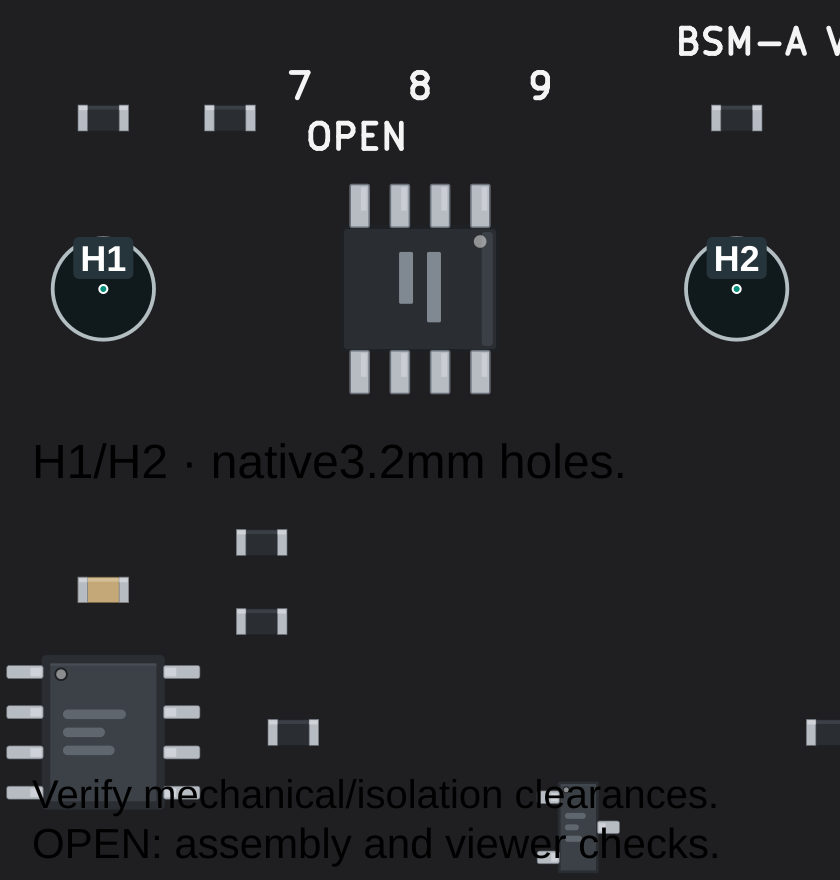 BSM-A V
7 8 9
OPEN
H1 H2
H1/H2 · native3.2mm holes.
Verify mechanical/isolation clearances.
OPEN: assembly and viewer checks.